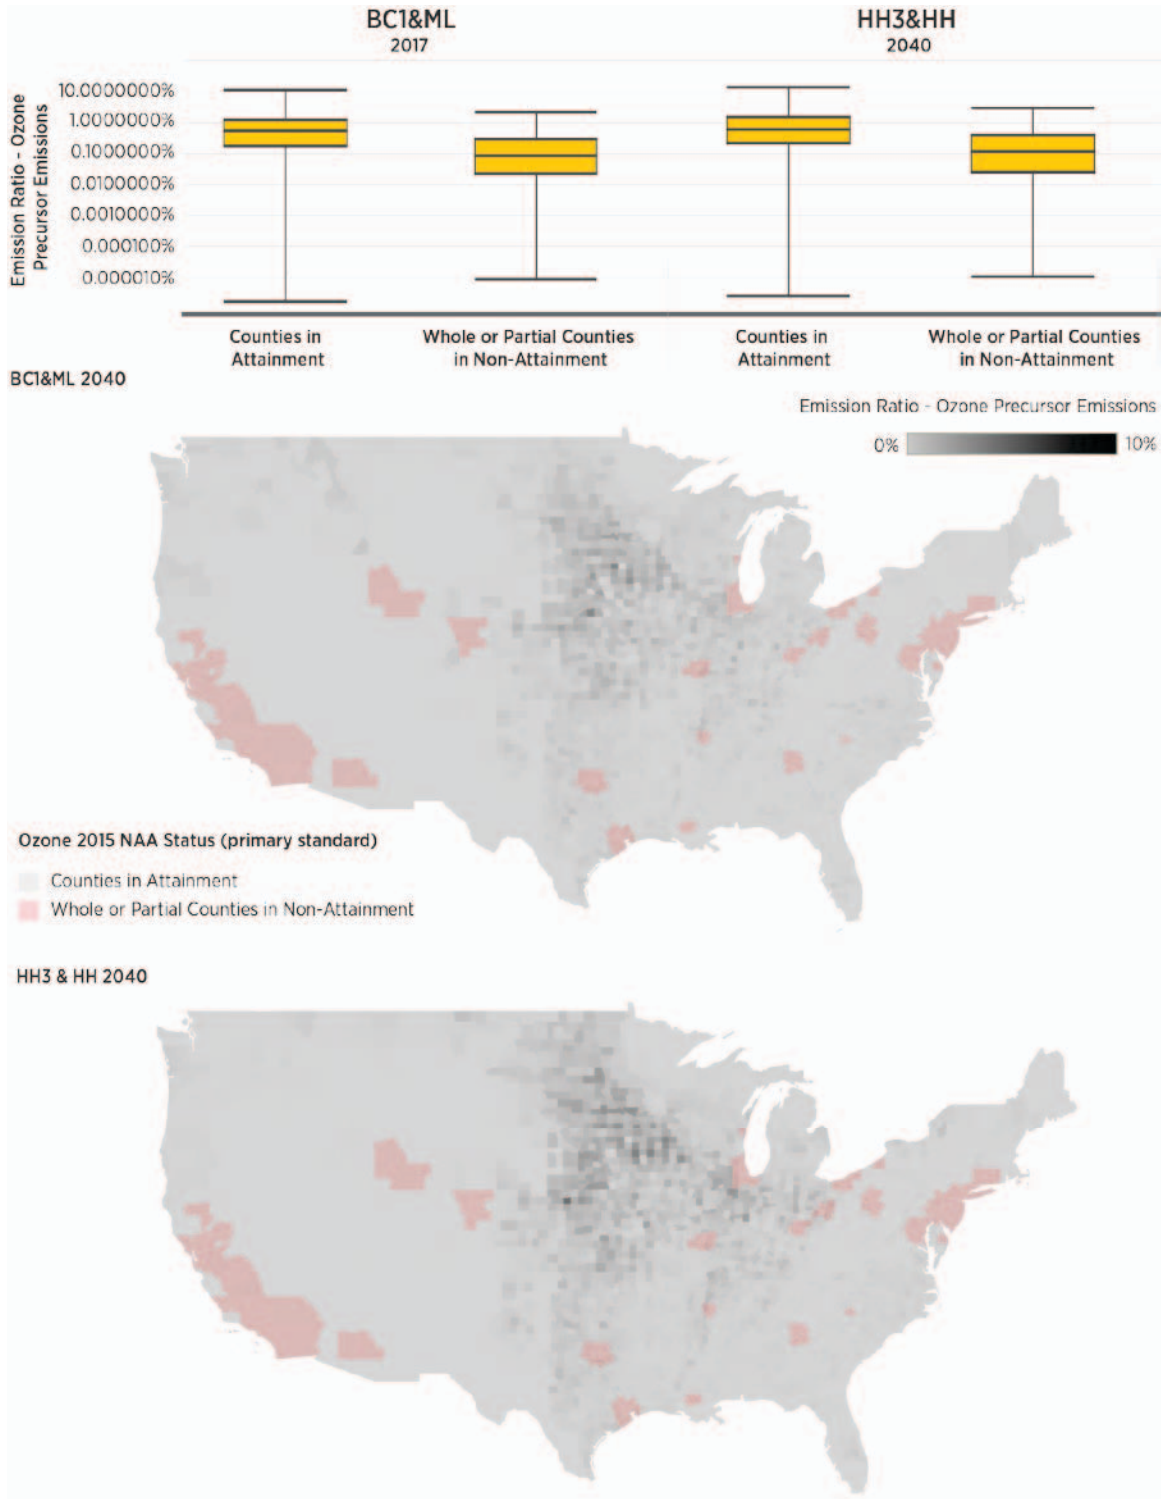 BC1&ML
2017
HH3&HH
2040
Emission Ratio - Ozone
Precursor Emissions
10.0000000%
1.0000000%
0.1000000%
0.0100000%
0.0010000%
0.000100%
0.000010%
Counties in
Attainment
Whole or Partial Counties
in Non-Attainment
Counties in
Attainment
Whole or Partial Counties
in Non-Attainment
BC1&ML 2040
Emission Ratio - Ozone Precursor Emissions
0%
10%
Ozone 2015 NAA Status (primary standard)
Counties in Attainment
Whole or Partial Counties in Non-Attainment
HH3 & HH 2040